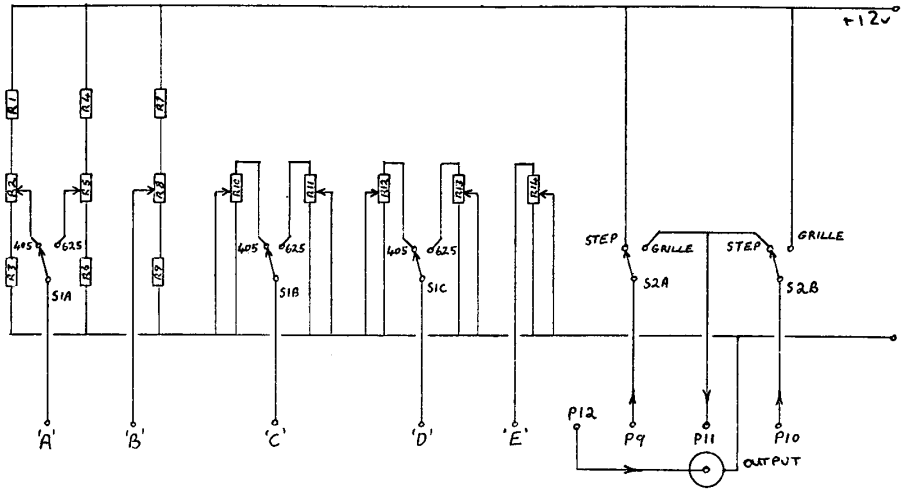 +12v
R1
R4
R7
R2
R5
R8
R10
R11
R12
R13
R14
405
625
405
625
405
625
STEP
GRILLE
STEP
GRILLE
R3
R6
R9
S1A
S1B
S1C
S2A
S2B
'A'
'B'
'C'
'D'
'E'
P12
P9
P11
P10
OUTPUT